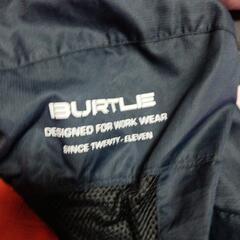 BURTLE
DESIGNED FOR WORK WEAR
SINCE TWENTY-ELEVEN